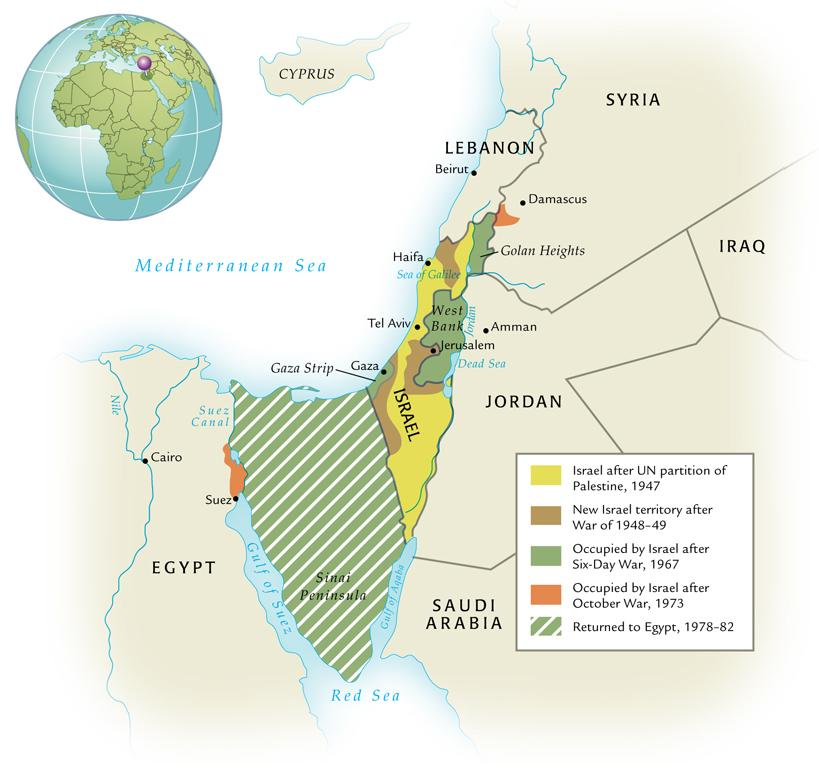 CYPRUS
SYRIA
LEBANON
Beirut
Damascus
IRAQ
Golan Heights
Mediterranean Sea
Haifa
Sea of Galilee
West
Bank
Jordan
Tel Aviv
Amman
Jerusalem
Gaza Strip
Gaza
Dead Sea
ISRAEL
JORDAN
Nile
Suez
Canal
Cairo
Suez
EGYPT
Gulf of Suez
Sinai
Peninsula
Gulf of Aqaba
SAUDI
ARABIA
Red Sea
Israel after UN partition of
Palestine, 1947
New Israel territory after
War of 1948–49
Occupied by Israel after
Six-Day War, 1967
Occupied by Israel after
October War, 1973
Returned to Egypt, 1978–82